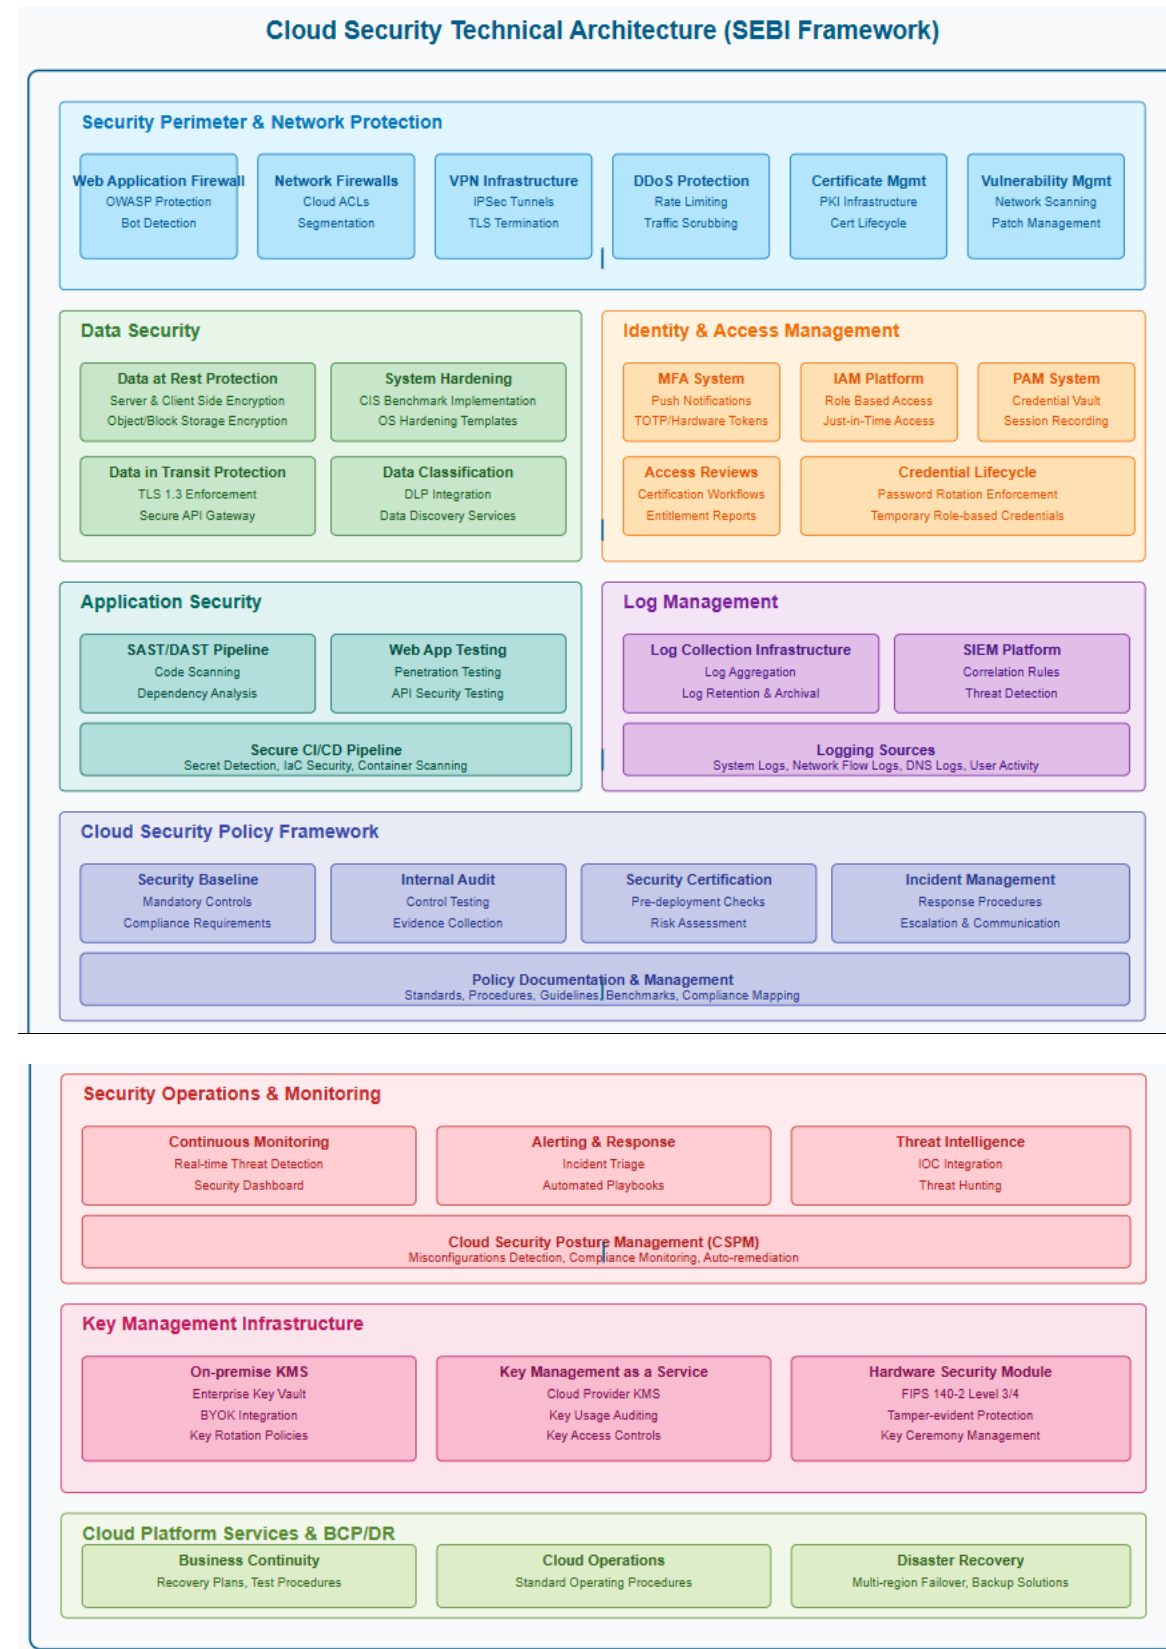 Cloud Security Technical Architecture (SEBI Framework)
Security Perimeter & Network Protection
Web Application Firewall
OWASP Protection
Bot Detection
Network Firewalls
Cloud ACLs
Segmentation
VPN Infrastructure
IPSec Tunnels
TLS Termination
DDoS Protection
Rate Limiting
Traffic Scrubbing
Certificate Mgmt
PKI Infrastructure
Cert Lifecycle
Vulnerability Mgmt
Network Scanning
Patch Management
Data Security
Data at Rest Protection
Server & Client Side Encryption
Object/Block Storage Encryption
System Hardening
CIS Benchmark Implementation
OS Hardening Templates
Data in Transit Protection
TLS 1.3 Enforcement
Secure API Gateway
Data Classification
DLP Integration
Data Discovery Services
Identity & Access Management
MFA System
Push Notifications
TOTP/Hardware Tokens
IAM Platform
Role Based Access
Just-in-Time Access
PAM System
Credential Vault
Session Recording
Access Reviews
Certification Workflows
Entitlement Reports
Credential Lifecycle
Password Rotation Enforcement
Temporary Role-based Credentials
Application Security
SAST/DAST Pipeline
Code Scanning
Dependency Analysis
Web App Testing
Penetration Testing
API Security Testing
Secure CI/CD Pipeline
Secret Detection, IaC Security, Container Scanning
Log Management
Log Collection Infrastructure
Log Aggregation
Log Retention & Archival
SIEM Platform
Correlation Rules
Threat Detection
Logging Sources
System Logs, Network Flow Logs, DNS Logs, User Activity
Cloud Security Policy Framework
Security Baseline
Mandatory Controls
Compliance Requirements
Internal Audit
Control Testing
Evidence Collection
Security Certification
Pre-deployment Checks
Risk Assessment
Incident Management
Response Procedures
Escalation & Communication
Policy Documentation & Management
Standards, Procedures, Guidelines, Benchmarks, Compliance Mapping
Security Operations & Monitoring
Continuous Monitoring
Real-time Threat Detection
Security Dashboard
Alerting & Response
Incident Triage
Automated Playbooks
Threat Intelligence
IOC Integration
Threat Hunting
Cloud Security Posture Management (CSPM)
Misconfigurations Detection, Compliance Monitoring, Auto-remediation
Key Management Infrastructure
On-premise KMS
Enterprise Key Vault
BYOK Integration
Key Rotation Policies
Key Management as a Service
Cloud Provider KMS
Key Usage Auditing
Key Access Controls
Hardware Security Module
FIPS 140-2 Level 3/4
Tamper-evident Protection
Key Ceremony Management
Cloud Platform Services & BCP/DR
Business Continuity
Recovery Plans, Test Procedures
Cloud Operations
Standard Operating Procedures
Disaster Recovery
Multi-region Failover, Backup Solutions